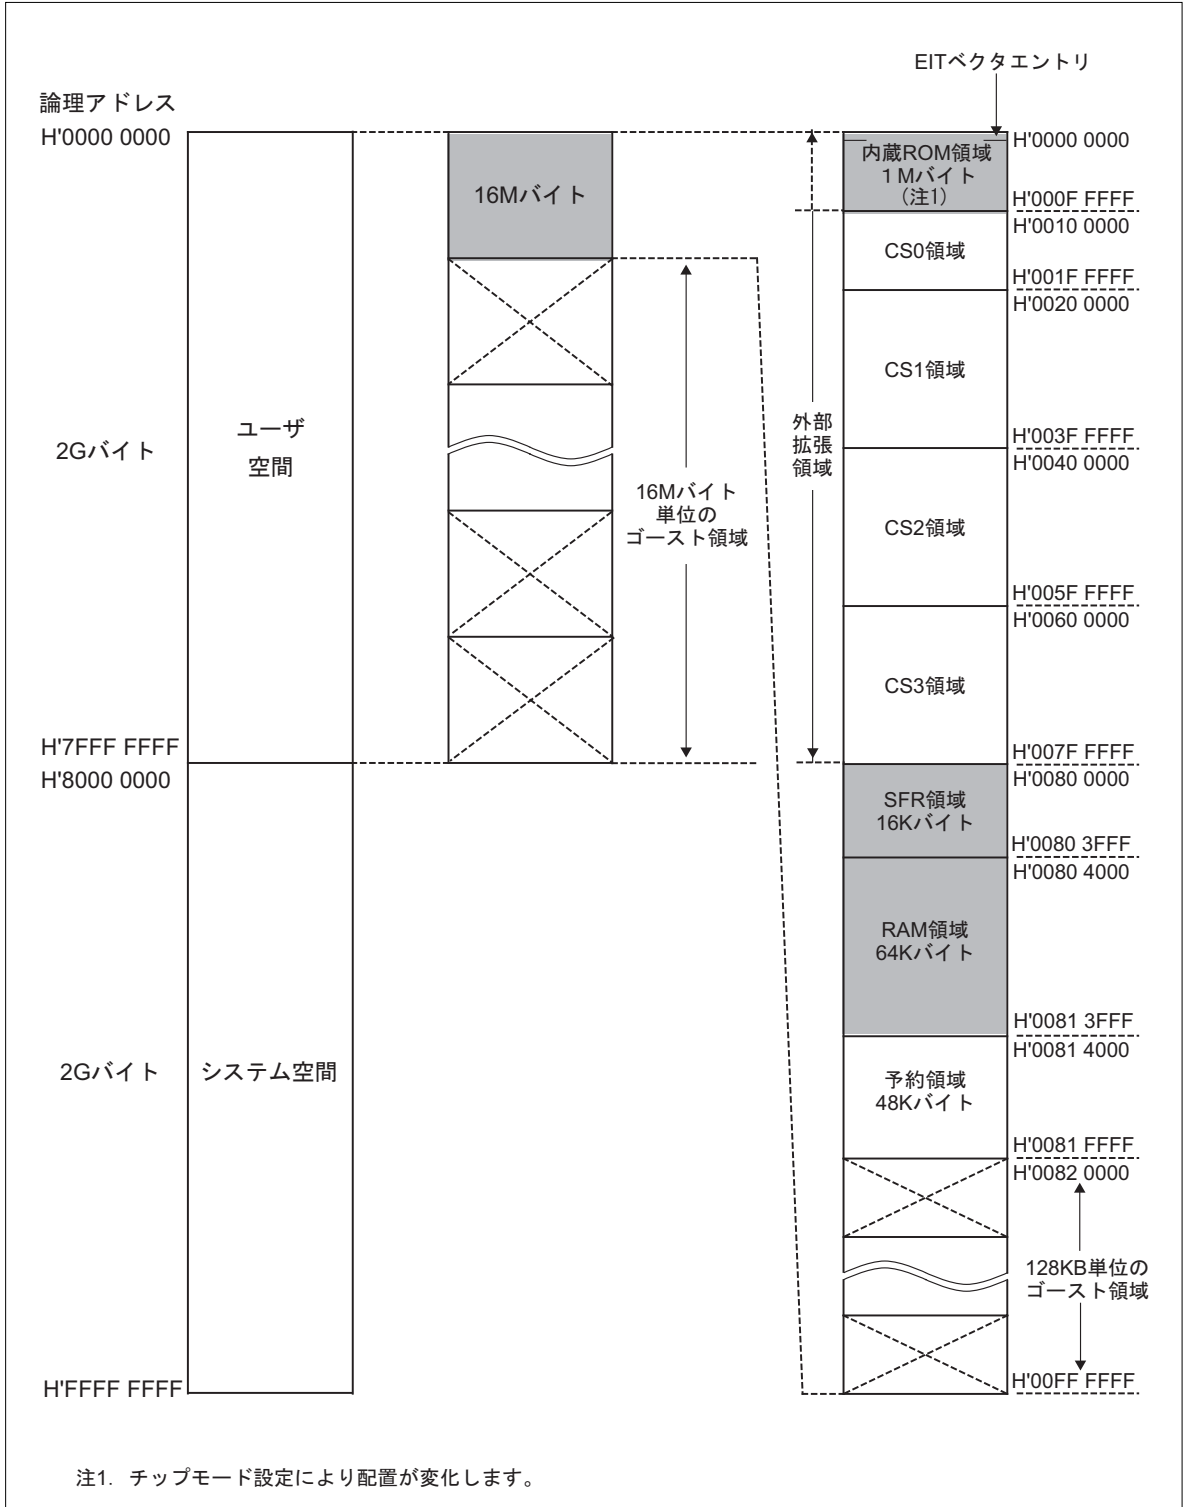 EITベクタエントリ
論理アドレス
H'0000 0000
16Mバイト
内蔵ROM領域
１Mバイト
（注1）
H'0000 0000
H'000F FFFF
H'0010 0000
CS0領域
H'001F FFFF
H'0020 0000
CS1領域
2Gバイト
ユーザ
空間
外部
拡張
領域
H'003F FFFF
H'0040 0000
16Mバイト
単位の
ゴースト領域
CS2領域
H'005F FFFF
H'0060 0000
CS3領域
H'7FFF FFFF
H'8000 0000
H'007F FFFF
H'0080 0000
SFR領域
16Kバイト
H'0080 3FFF
H'0080 4000
RAM領域
64Kバイト
H'0081 3FFF
H'0081 4000
2Gバイト
システム空間
予約領域
48Kバイト
H'0081 FFFF
H'0082 0000
128KB単位の
ゴースト領域
H'FFFF FFFF
H'00FF FFFF
注1. チップモード設定により配置が変化します。